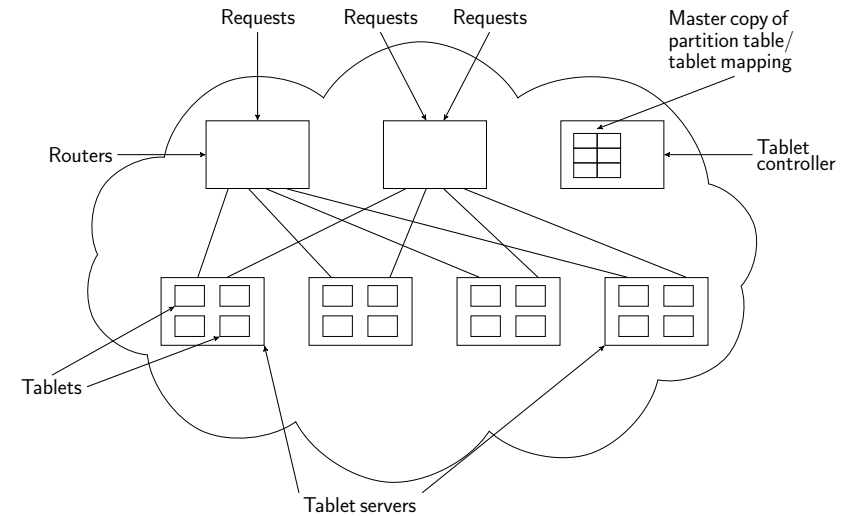 Requests
Requests
Requests
Master copy of
partition table/
tablet mapping
Routers
Tablet
controller
Tablets
Tablet servers